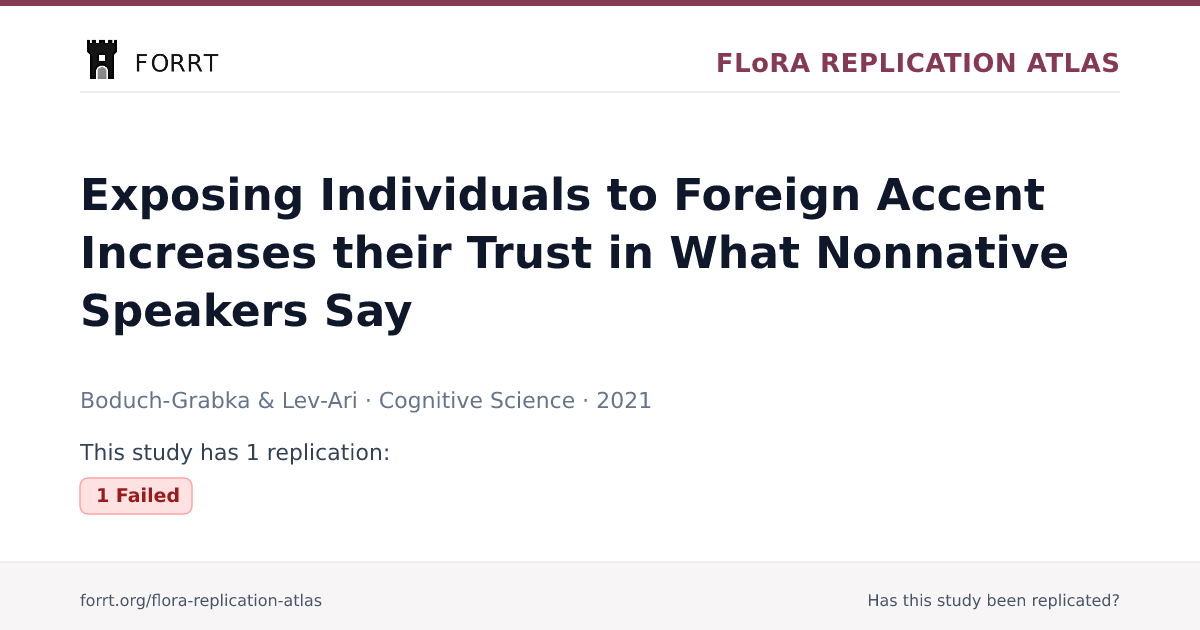 FORRT
FLoRA REPLICATION ATLAS
Exposing Individuals to Foreign Accent
Increases their Trust in What Nonnative
Speakers Say
Boduch-Grabka & Lev-Ari · Cognitive Science · 2021
This study has 1 replication:
1 Failed
forrt.org/flora-replication-atlas
Has this study been replicated?